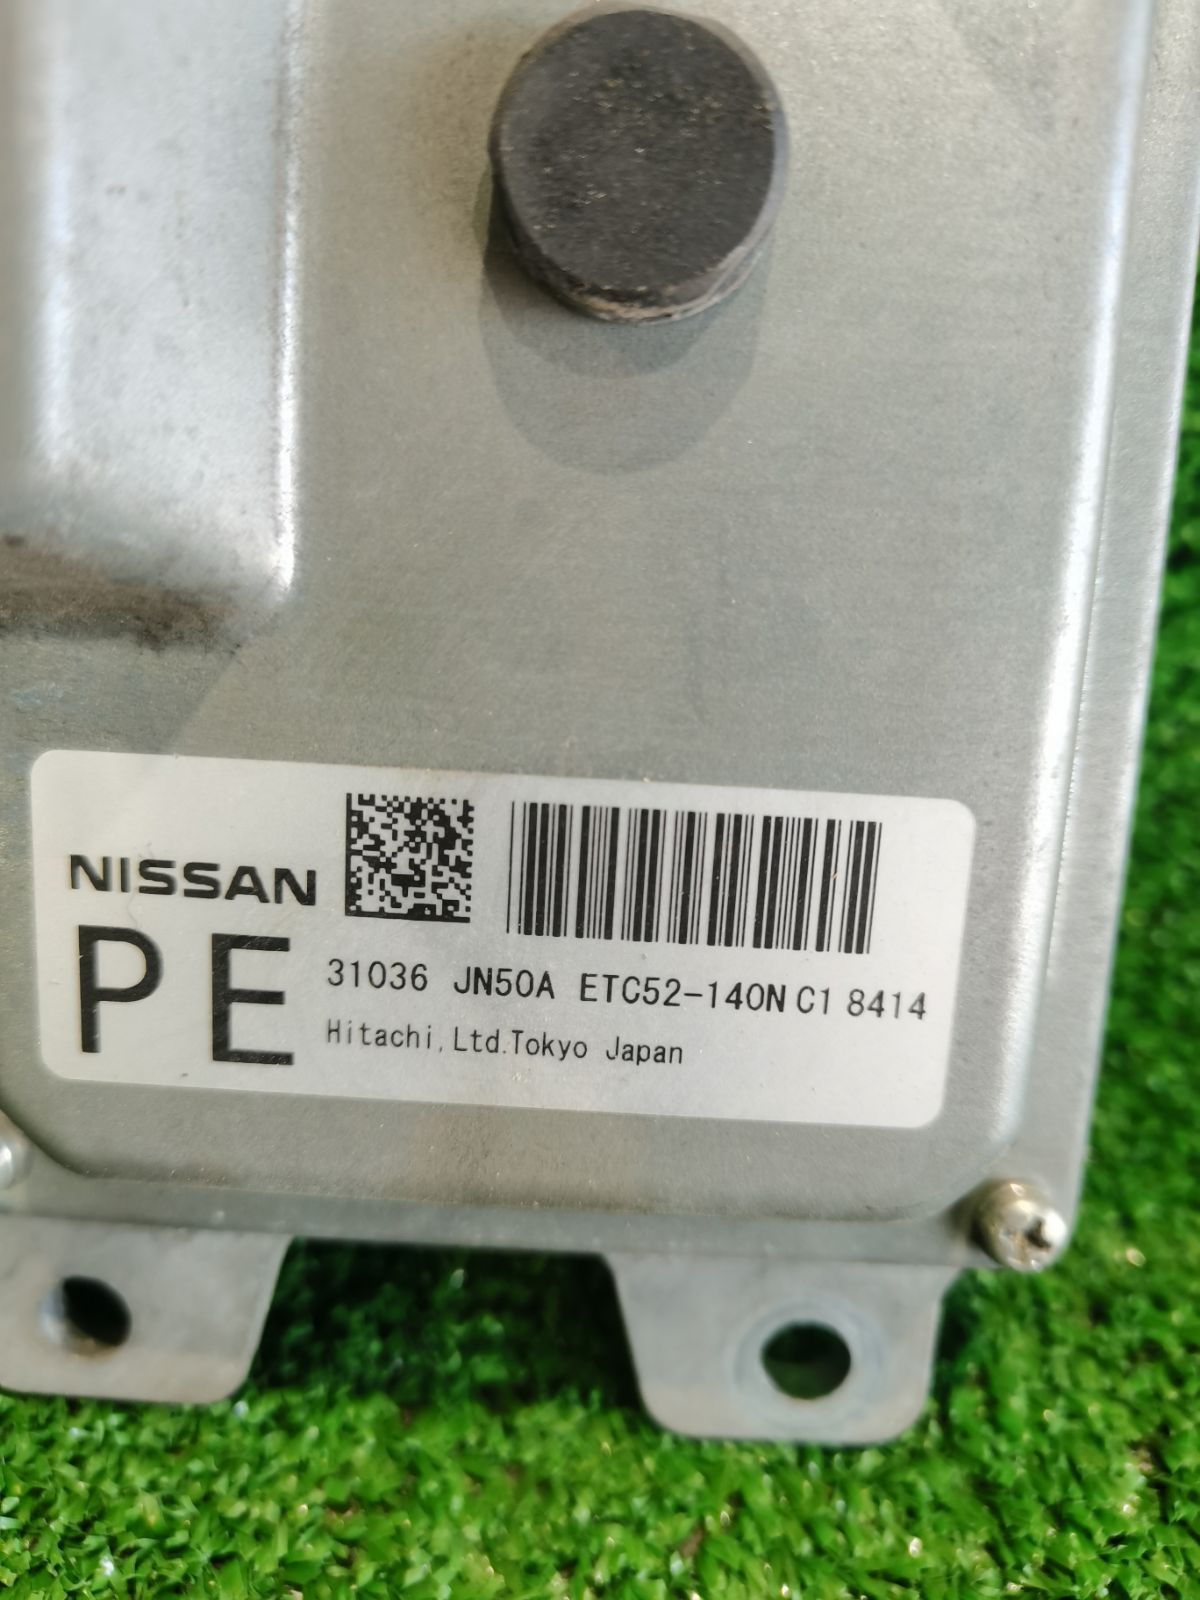 NISSAN
PE
31036 JN50A ETC52-140N C1 8414
Hitachi, Ltd. Tokyo Japan